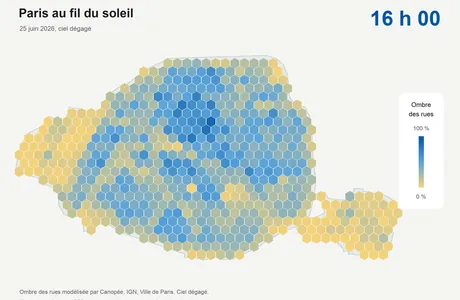 Paris au fil du soleil
16 h 00
25 juin 2026, ciel dégagé
Ombre
des rues
100 %
0 %
Ombre des rues modélisée par Canopée. IGN, Ville de Paris. Ciel dégagé.